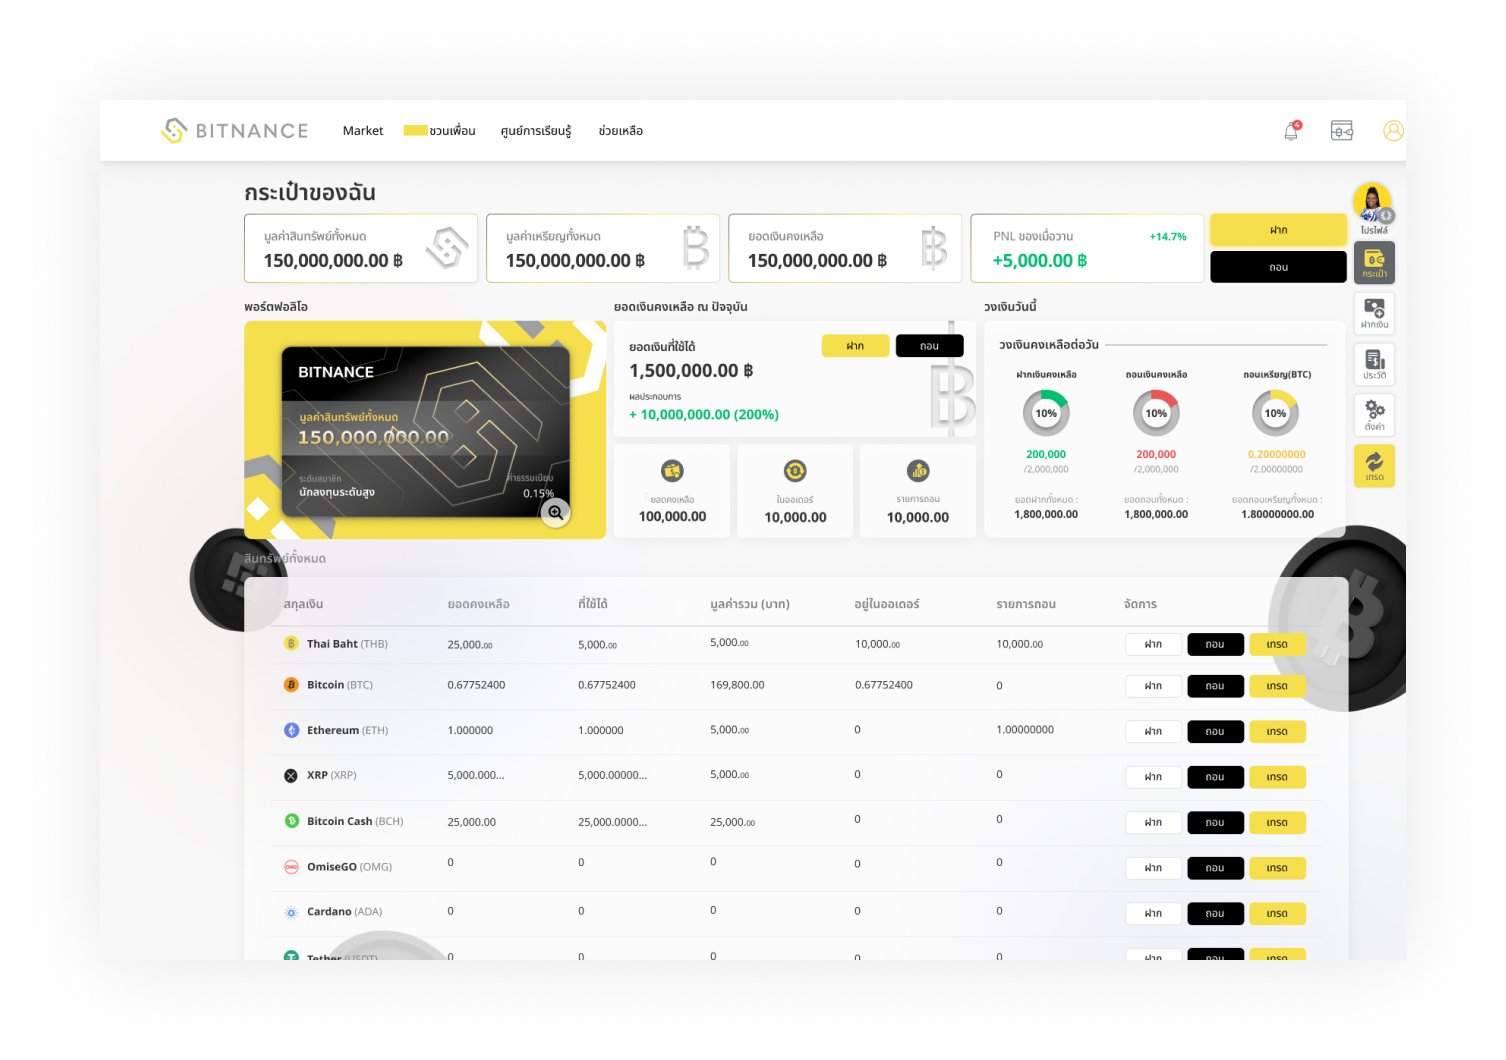 BITNANCE Market ชวนเพื่อน ศูนย์การเรียนรู้ ช่วยเหลือ 4
กระเป๋าของฉัน
มูลค่าสินทรัพย์ทั้งหมด
150,000,000.00 ฿
มูลค่าเหรียญทั้งหมด
150,000,000.00 ฿
ยอดเงินคงเหลือ
150,000,000.00 ฿
PNL ของเมื่อวาน +14.7%
+5,000.00 ฿
ฝาก
ถอน
โปรไฟล์
กระเป๋า
ฝากเงิน
ประวัติ
ตั้งค่า
เทรด
พอร์ตฟอลิโอ
BITNANCE
มูลค่าสินทรัพย์ทั้งหมด
150,000,000.00
ระดับสมาชิก
นักลงทุนระดับสูง
ค่าธรรมเนียม
0.15%
ยอดเงินคงเหลือ ณ ปัจจุบัน
ยอดเงินที่ใช้ได้
1,500,000.00 ฿
ฝาก ถอน
ผลประกอบการ
+ 10,000,000.00 (200%)
ยอดคงเหลือ
100,000.00
ในออเดอร์
10,000.00
รายการถอน
10,000.00
วงเงินวันนี้
วงเงินคงเหลือต่อวัน
ฝากเงินคงเหลือ ถอนเงินคงเหลือ ถอนเหรียญ(BTC)
10% 10% 10%
200,000 200,000 0.20000000
/2,000,000 /2,000,000 /2.00000000
ยอดฝากทั้งหมด : ยอดถอนทั้งหมด : ยอดถอนเหรียญทั้งหมด :
1,800,000.00 1,800,000.00 1.80000000.00
สินทรัพย์ทั้งหมด
สกุลเงิน ยอดคงเหลือ ที่ใช้ได้ มูลค่ารวม (บาท) อยู่ในออเดอร์ รายการถอน จัดการ
Thai Baht (THB) 25,000.00 5,000.00 5,000.00 10,000.00 10,000.00 ฝาก ถอน เทรด
Bitcoin (BTC) 0.67752400 0.67752400 169,800.00 0.67752400 0 ฝาก ถอน เทรด
Ethereum (ETH) 1.000000 1.000000 5,000.00 0 1.00000000 ฝาก ถอน เทรด
XRP (XRP) 5,000.000... 5,000.00000... 5,000.00 0 0 ฝาก ถอน เทรด
Bitcoin Cash (BCH) 25,000.00 25,000.0000... 25,000.00 0 0 ฝาก ถอน เทรด
OMG OmiseGO (OMG) 0 0 0 0 0 ฝาก ถอน เทรด
Cardano (ADA) 0 0 0 0 0 ฝาก ถอน เทรด
Tether (USDT) 0 0 0 0 0 ฝาก ถอน เทรด